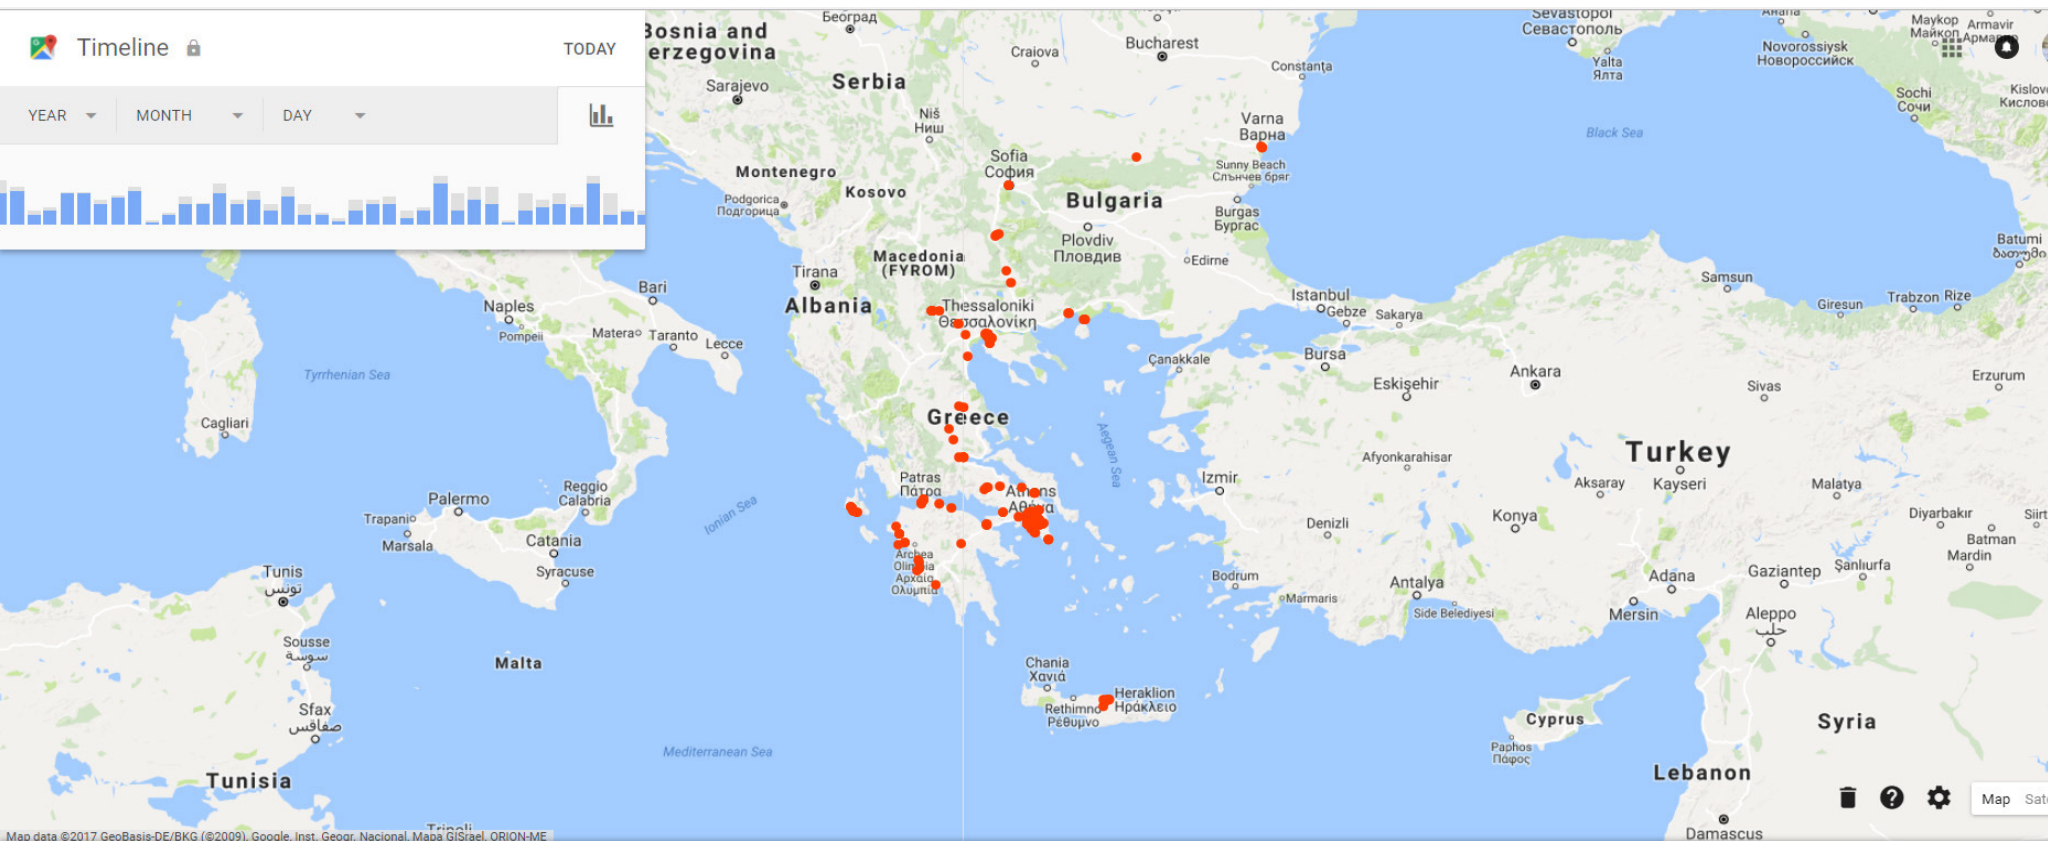 Timeline
TODAY
YEAR
MONTH
DAY
Bosnia and
erzegovina
Београд
Craiova
Bucharest
Constanța
Sevastopol
Севастополь
Yalta
Ялта
Novorossiysk
Новороссийск
Maykop
Майкоп
Armavir
Sochi
Сочи
Serbia
Sarajevo
Niš
Ниш
Varna
Варна
Black Sea
Sofia
София
Sunny Beach
Слънчев бряг
Montenegro
Kosovo
Podgorica
Подгорица
Bulgaria
Burgas
Бургас
Plovdiv
Пловдив
Macedonia
(FYROM)
Edirne
Batumi
Tirana
Albania
Bari
Naples
Pompeii
Matera
Taranto
Lecce
Thessaloniki
Θεσσαλονίκη
Istanbul
Gebze
Sakarya
Samsun
Giresun
Trabzon
Rize
Çanakkale
Bursa
Eskişehir
Ankara
Sivas
Erzurum
Tyrrhenian Sea
Cagliari
Greece
Aegean Sea
Izmir
Afyonkarahisar
Turkey
Kayseri
Aksaray
Malatya
Palermo
Trapani
Marsala
Reggio
Calabria
Catania
Syracuse
Ionian Sea
Patras
Πάτρα
Athens
Αθήνα
Denizli
Konya
Diyarbakır
Siirt
Batman
Mardin
Archea
Olimbia
Αρχαία
Ολυμπία
Bodrum
Marmaris
Antalya
Side Belediyesi
Adana
Mersin
Gaziantep
Şanlıurfa
Aleppo
حلب
Tunis
تونس
Sousse
سوسة
Sfax
صفاقس
Malta
Chania
Χανιά
Rethimno
Ρέθυμνο
Heraklion
Ηράκλειο
Mediterranean Sea
Cyprus
Paphos
Πάφος
Syria
Lebanon
Damascus
Tunisia
Tripoli
Map
Map data ©2017 GeoBasis-DE/BKG (©2009), Google, Inst. Geogr. Nacional, Mapa GISrael, ORION-ME